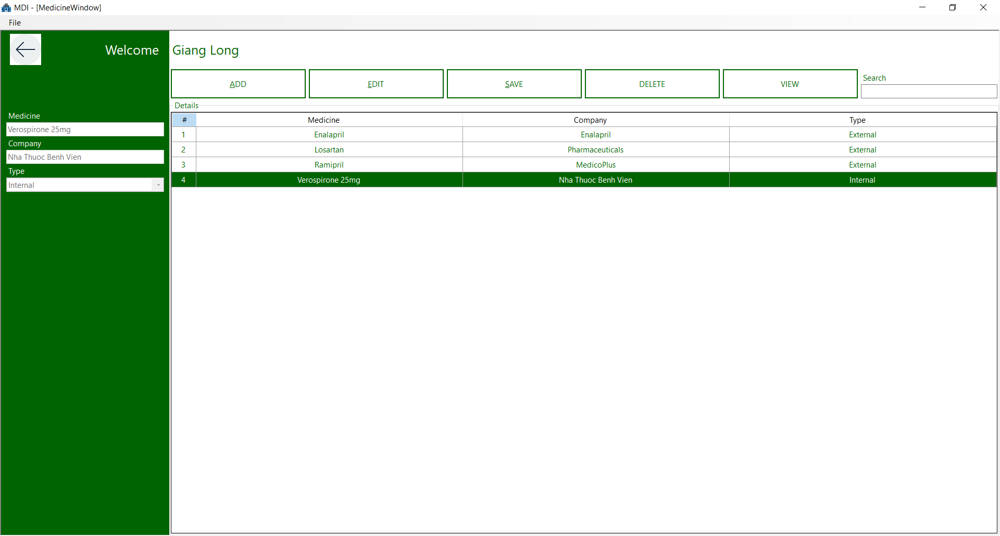 MDI - [MedicineWindow]
File
Welcome
Giang Long
ADD EDIT SAVE DELETE VIEW
Search
Details
Medicine
Verospirone 25mg
Company
Nha Thuoc Benh Vien
Type
Internal
# Medicine Company Type
1 Enalapril Enalapril External
2 Losartan Pharmaceuticals External
3 Ramipril MedicoPlus External
4 Verospirone 25mg Nha Thuoc Benh Vien Internal